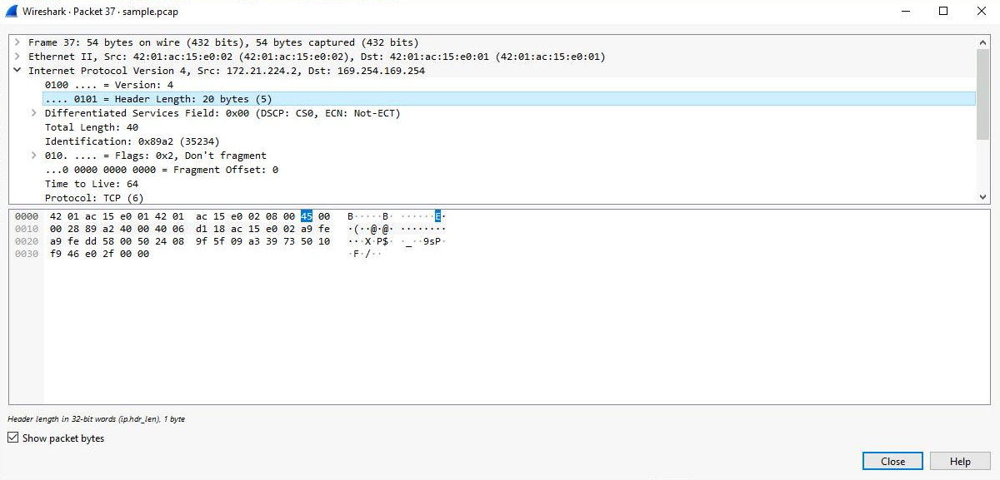 Wireshark · Packet 37 · sample.pcap
Frame 37: 54 bytes on wire (432 bits), 54 bytes captured (432 bits)
Ethernet II, Src: 42:01:ac:15:e0:02 (42:01:ac:15:e0:02), Dst: 42:01:ac:15:e0:01 (42:01:ac:15:e0:01)
Internet Protocol Version 4, Src: 172.21.224.2, Dst: 169.254.169.254
0100 .... = Version: 4
.... 0101 = Header Length: 20 bytes (5)
Differentiated Services Field: 0x00 (DSCP: CS0, ECN: Not-ECT)
Total Length: 40
Identification: 0x89a2 (35234)
010. .... = Flags: 0x2, Don't fragment
...0 0000 0000 0000 = Fragment Offset: 0
Time to Live: 64
Protocol: TCP (6)
0000 42 01 ac 15 e0 01 42 01 ac 15 e0 02 08 00 45 00 B·····B· ······E·
0010 00 28 89 a2 40 00 40 06 d1 18 ac 15 e0 02 a9 fe ·(··@·@· ········
0020 a9 fe dd 58 00 50 24 08 9f 5f 09 a3 39 73 50 10 ···X·P$· ·_··9sP·
0030 f9 46 e0 2f 00 00 ·F·/··
Header length in 32-bit words (ip.hdr_len), 1 byte
Show packet bytes
Close Help